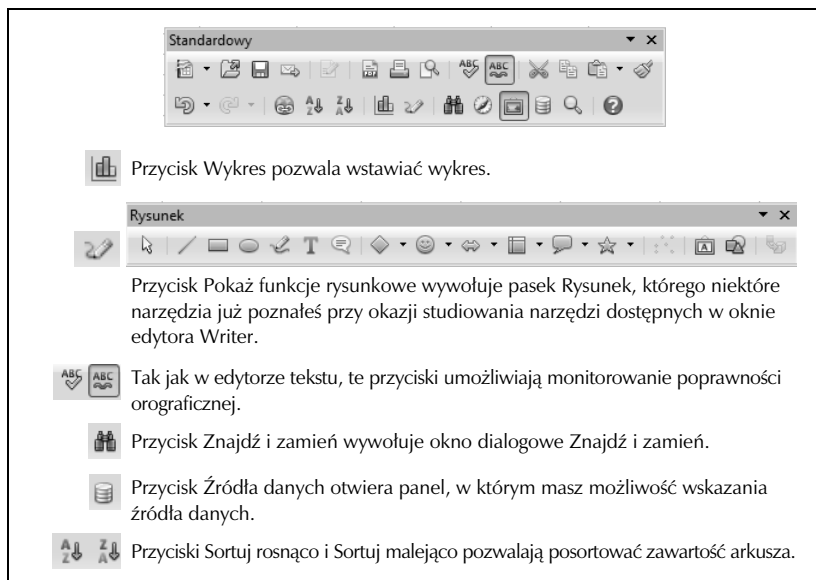 Standardowy
Przycisk Wykres pozwala wstawiać wykres.
Rysunek
Przycisk Pokaż funkcje rysunkowe wywołuje pasek Rysunek, którego niektóre
narzędzia już poznałeś przy okazji studiowania narzędzi dostępnych w oknie
edytora Writer.
ABC ABC
Tak jak w edytorze tekstu, te przyciski umożliwiają monitorowanie poprawności
orograficznej.
Przycisk Znajdź i zamień wywołuje okno dialogowe Znajdź i zamień.
Przycisk Źródła danych otwiera panel, w którym masz możliwość wskazania
źródła danych.
Przyciski Sortuj rosnąco i Sortuj malejąco pozwalają posortować zawartość arkusza.